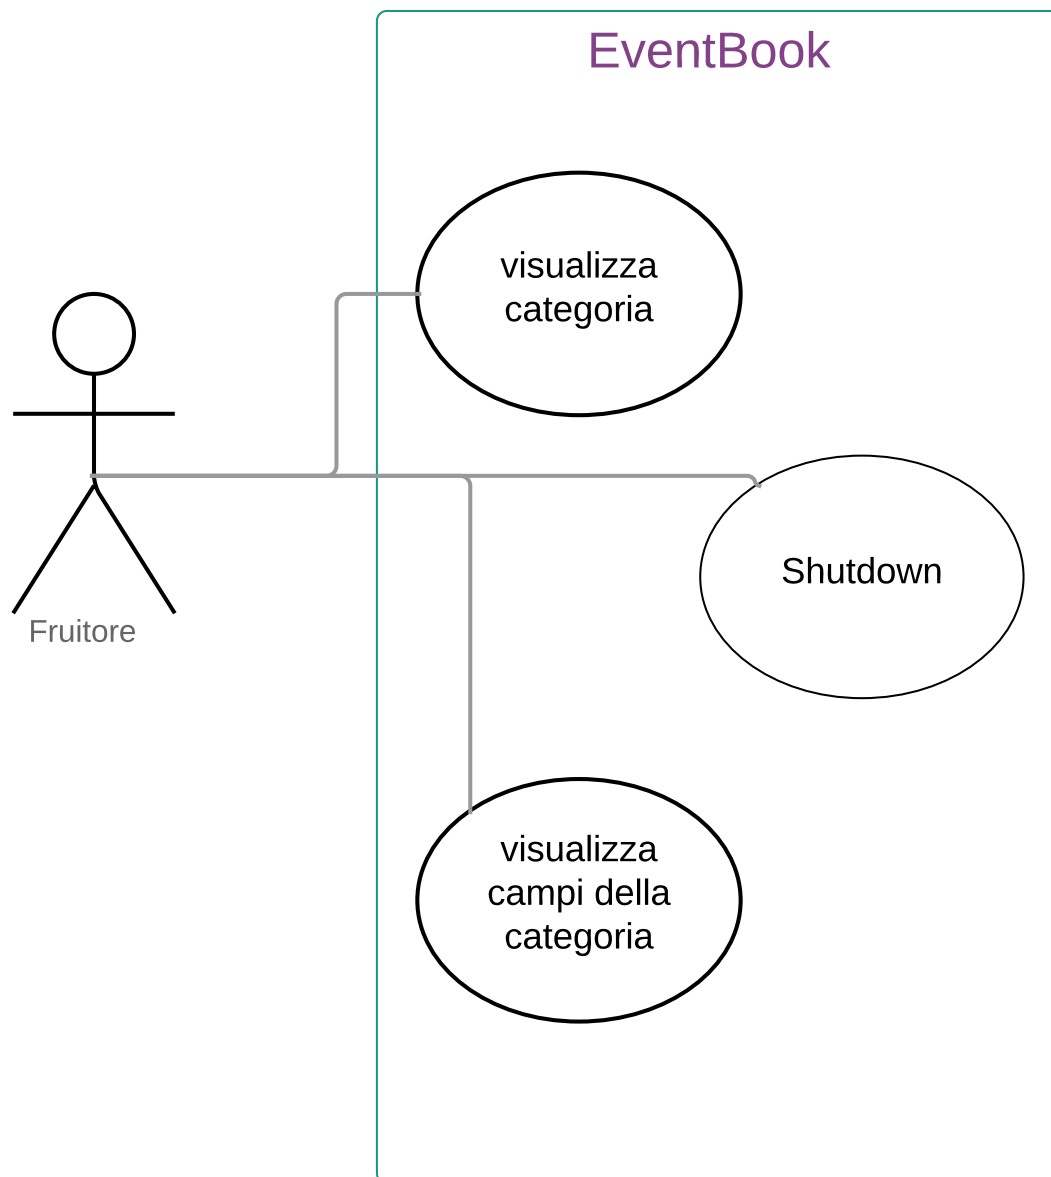 EventBook
visualizza
categoria
Shutdown
Fruitore
visualizza
campi della
categoria